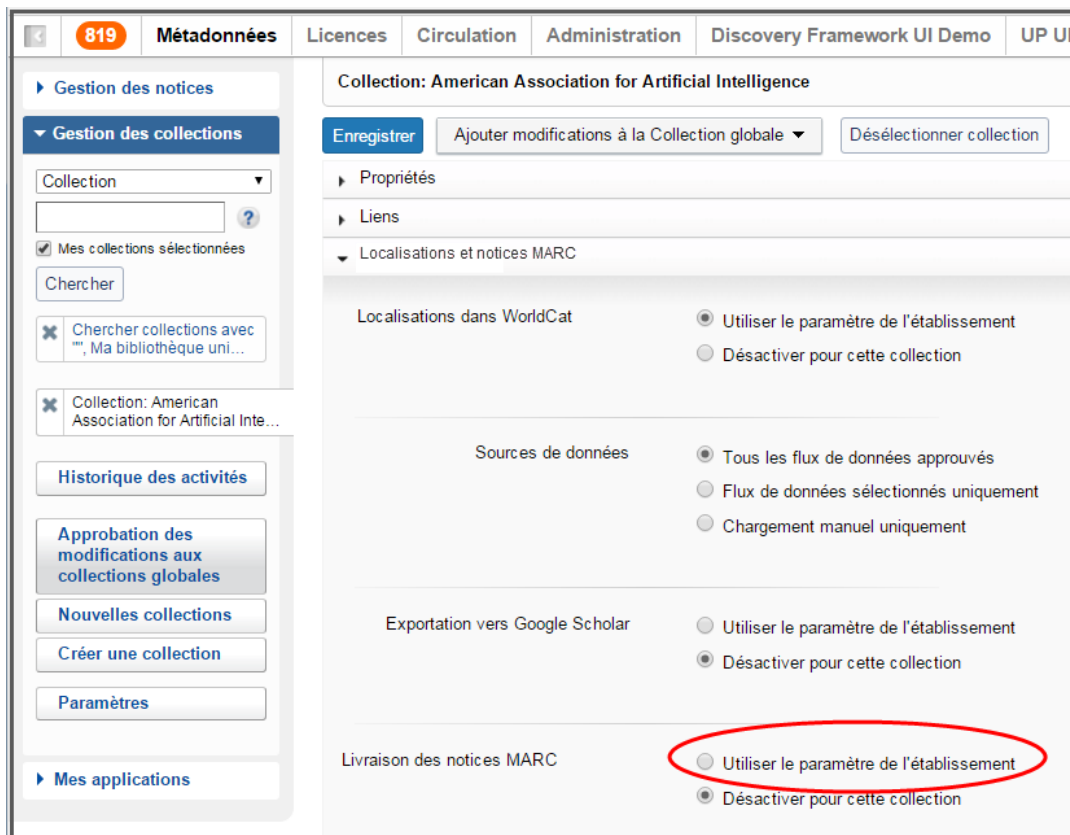 819 Métadonnées Licences Circulation Administration Discovery Framework UI Demo UP UI
Gestion des notices
Gestion des collections
Collection
?
Mes collections sélectionnées
Chercher
Chercher collections avec
"", Ma bibliothèque uni...
Collection: American
Association for Artificial Inte...
Historique des activités
Approbation des
modifications aux
collections globales
Nouvelles collections
Créer une collection
Paramètres
Mes applications
Collection: American Association for Artificial Intelligence
Enregistrer Ajouter modifications à la Collection globale Désélectionner collection
Propriétés
Liens
Localisations et notices MARC
Localisations dans WorldCat Utiliser le paramètre de l'établissement
Désactiver pour cette collection
Sources de données Tous les flux de données approuvés
Flux de données sélectionnés uniquement
Chargement manuel uniquement
Exportation vers Google Scholar Utiliser le paramètre de l'établissement
Désactiver pour cette collection
Livraison des notices MARC Utiliser le paramètre de l'établissement
Désactiver pour cette collection